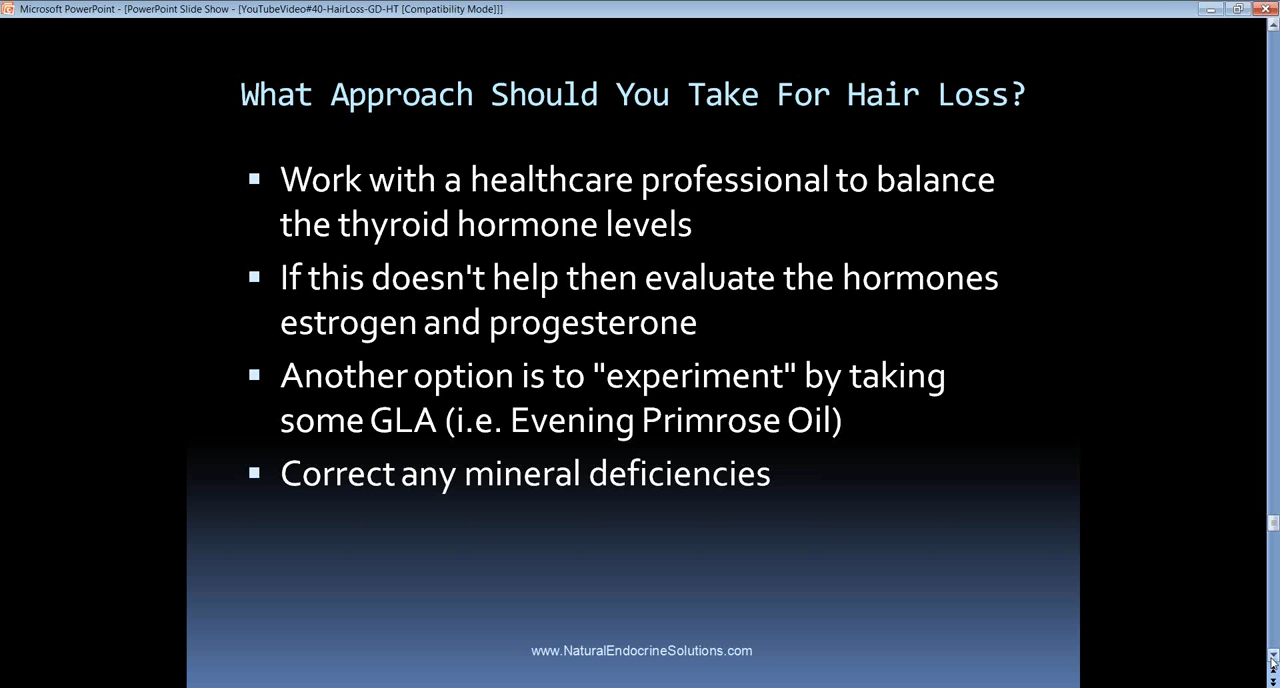 Microsoft PowerPoint - [PowerPoint Slide Show - [YouTubeVideo#40-HairLoss-GD-HT [Compatibility Mode]]]
What Approach Should You Take For Hair Loss?
▪ Work with a healthcare professional to balance
the thyroid hormone levels
▪ If this doesn't help then evaluate the hormones
estrogen and progesterone
▪ Another option is to "experiment" by taking
some GLA (i.e. Evening Primrose Oil)
▪ Correct any mineral deficiencies
www.NaturalEndocrineSolutions.com